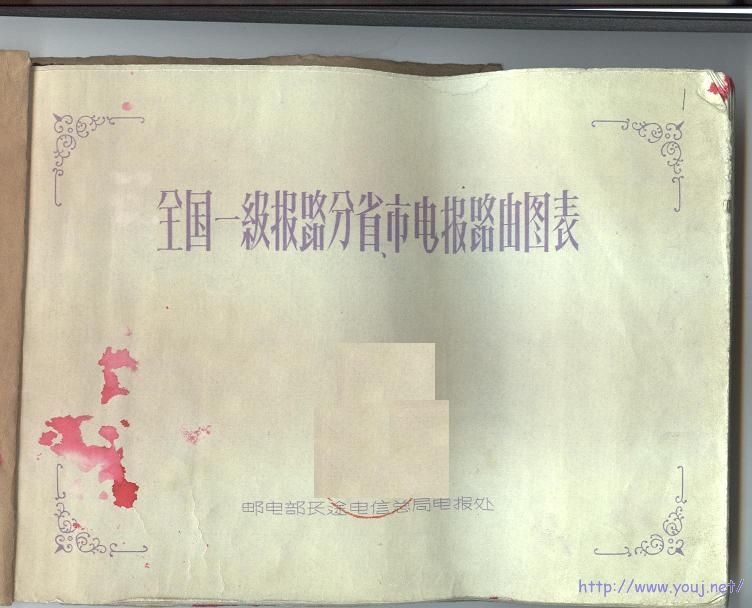 全国一级报路分省、市电报路由图表
邮电部长途电信总局电报处
http://www.youj.net/